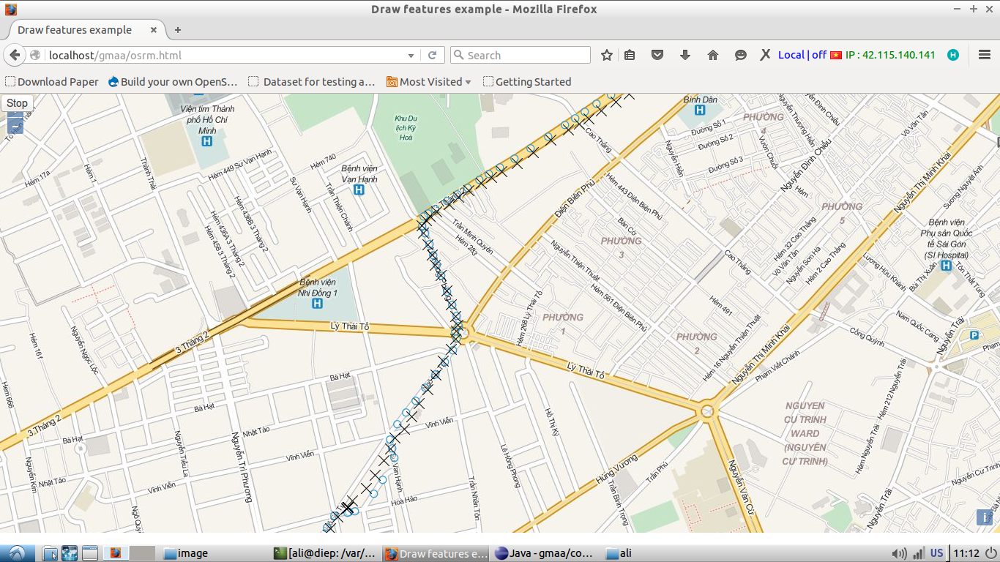 Draw features example - Mozilla Firefox
Draw features example
localhost/gmaa/osrm.html
Search
Local | off
IP : 42.115.140.141
Download Paper
Build your own OpenS...
Dataset for testing a...
Most Visited
Getting Started
Stop
Viện tim Thành
phố Hồ Chí
Minh
Khu Du
lịch Kỳ
Hoà
Bình Dân
PHƯỜNG
4
Đường Số 1
Đường Số 2
Đường Số 3
Nguyễn Thượng Hiền
Nguyễn Đình Chiểu
Võ Văn Tần
Vườn Chuối
Nguyễn Hiền
Cao Thắng
Hẻm 17a
Hẻm 1
Thành Thái
Hẻm 449 Sư Vạn Hạnh
Hẻm 740
Sư Vạn Hạnh
Trần Thiện Chánh
Bệnh viện
Vạn Hạnh
Hẻm 436A 3 Tháng 2
Hẻm 436B 3 Tháng 2
Hẻm 458 3 Tháng 2
Trần Minh Quyền
Hẻm 283
Điện Biên Phủ
Hẻm 443 Điện Biên Phủ
Bàn Cờ
PHƯỜNG
3
PHƯỜNG
5
Hẻm
Nguyễn Thị Minh Khai
Sương Nguyệt Ánh
Bệnh viện
Phụ sản Quốc
tế Sài Gòn
(SI Hospital)
Hẻm 32 Cao Thắng
Võ Văn Tần
Nguyễn Sơn Hà
Hẻm 2 Cao Thắng
Cao Thắng
Lương Hữu Khánh
Bùi Thị Xuân
Tôn Thất Tùng
Nguyễn Thiện Thuật
Hẻm 561 Điện Biên Phủ
Bệnh viện
Nhi Đồng 1
Lý Thái Tổ
Hẻm 268 Lý Thái Tổ
PHƯỜNG
1
Hẻm 491
PHƯỜNG
2
Hẻm 16 Nguyễn Thiện Thuật
Nguyễn Thị Minh Khai
Phạm Viết Chánh
Cống Quỳnh
Nam Quốc Cang
Nguyễn Trãi
3 Tháng 2
Hẻm 16 f
Nguyễn Ngọc Lộc
Hẻm 666
Lý Thái Tổ
Bà Hạt
Bà Hạt
Bà Hạt
3 Tháng 2
Nhật Tảo
Vĩnh Viễn
Vĩnh Viễn
Vĩnh Viễn
Nguyễn Kim
Nhật Tảo
Nguyễn Tiểu La
Nguyễn Tri Phương
Hoà Hảo
Lê Hồng Phong
Hồ Thị Kỷ
Trần Nhân Tôn
Hùng Vương
Trần Phú
Trần Bình Trọng
Nguyễn Văn Cừ
NGUYEN
CU TRINH
WARD
(NGUYỄN
CƯ TRINH)
Hẻm 212 Nguyễn Trãi
Hẻm Nguyễn Trãi
Nguyễn Trãi
Nguyễn Cư Trinh
image
[ali@diep: /var/...
Draw features e...
Java - gmaa/co...
ali
US
11:12